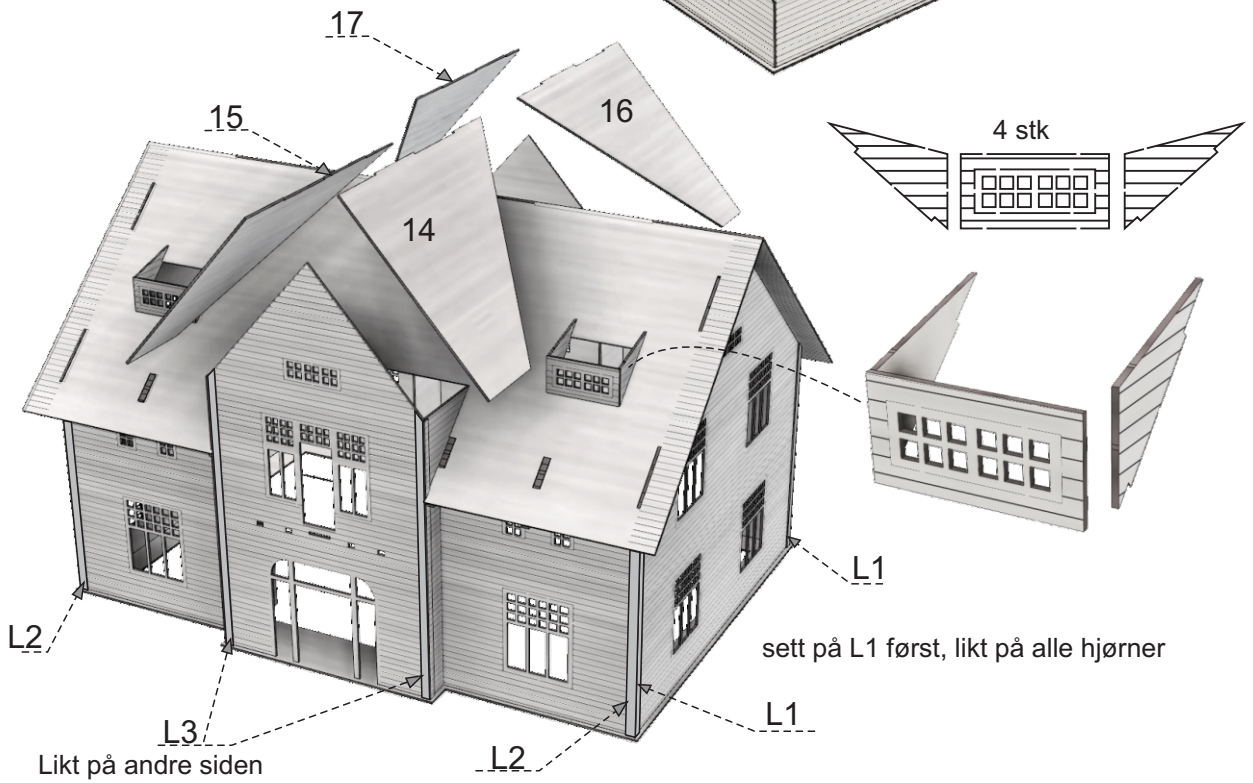 17
16
15
4 stk
14
L1
L2
sett på L1 først, likt på alle hjørner
L1
L3
L2
Likt på andre siden